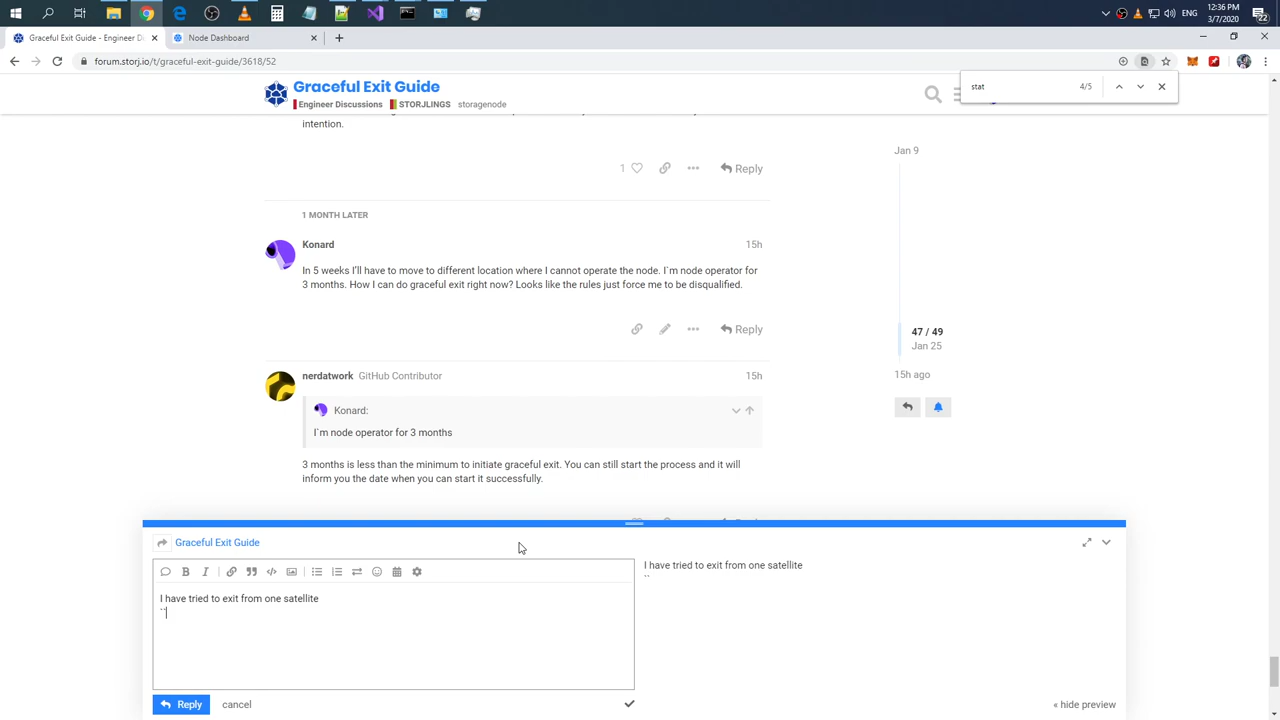 12:36 PM
ENG
3/7/2020
22
Graceful Exit Guide - Engineer Di
Node Dashboard
forum.storj.io/t/graceful-exit-guide/3618/52
stat
4/5
Graceful Exit Guide
Engineer Discussions STORJLINGS storagenode
intention.
1
Reply
Jan 9
1 MONTH LATER
Konard
15h
In 5 weeks I'll have to move to different location where I cannot operate the node. I`m node operator for
3 months. How I can do graceful exit right now? Looks like the rules just force me to be disqualified.
Reply
47 / 49
Jan 25
15h ago
nerdatwork GitHub Contributor
15h
Konard:
I`m node operator for 3 months
3 months is less than the minimum to initiate graceful exit. You can still start the process and it will
inform you the date when you can start it successfully.
Graceful Exit Guide
I have tried to exit from one satellite
``
I have tried to exit from one satellite
``
Reply
cancel
« hide preview